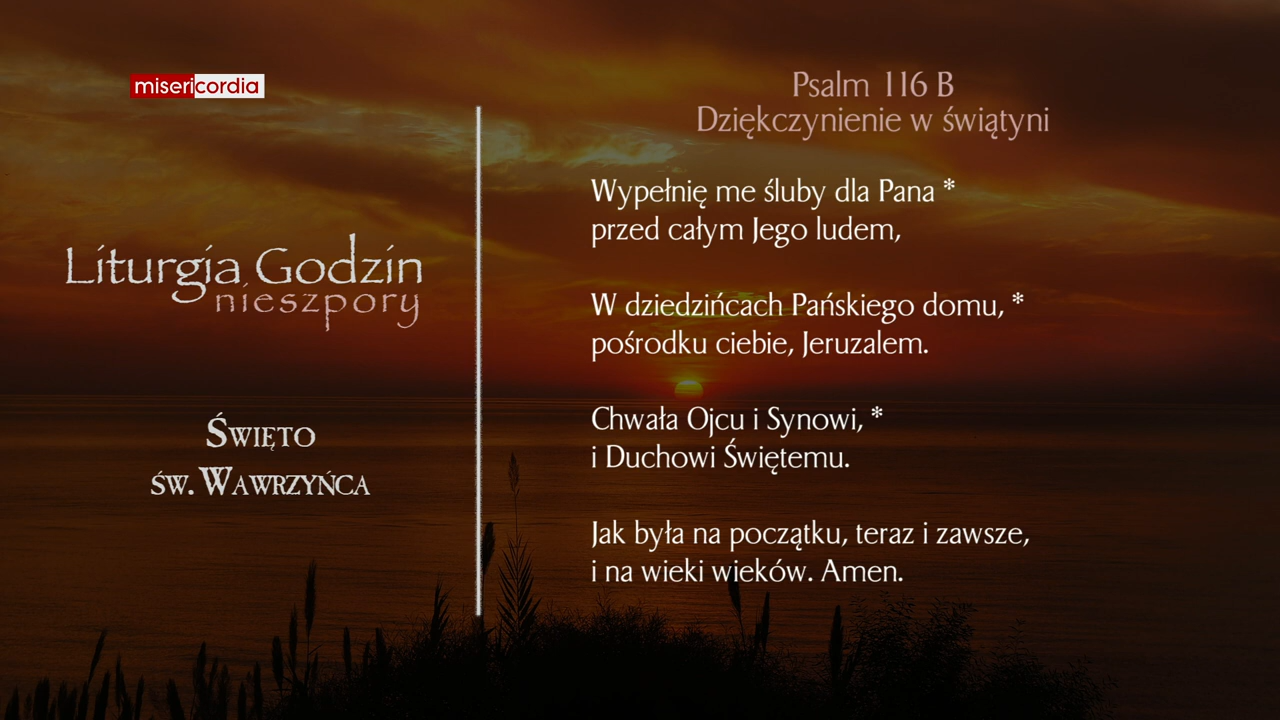 misericordia
Liturgia Godzin
nieszpory
Święto
św. Wawrzyńca
Psalm 116 B
Dziękczynienie w świątyni
Wypełnię me śluby dla Pana *
przed całym Jego ludem,
W dziedzińcach Pańskiego domu, *
pośrodku ciebie, Jeruzalem.
Chwała Ojcu i Synowi, *
i Duchowi Świętemu.
Jak była na początku, teraz i zawsze,
i na wieki wieków. Amen.